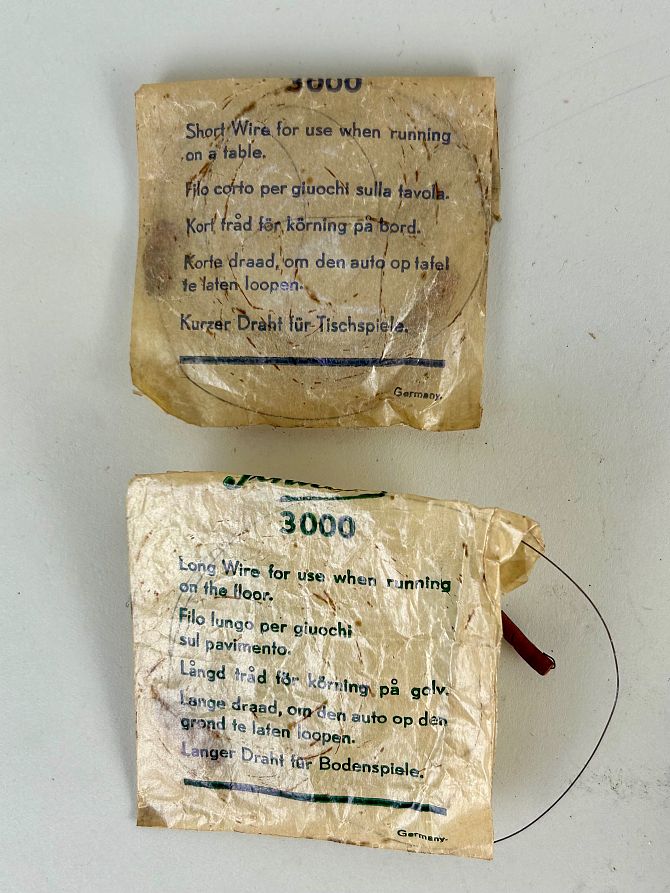 3000
Short Wire for use when running
on a table.
Filo corto per giuochi sulla tavola.
Kort tråd för körning på bord.
Korte draad, om den auto op tafel
te laten loopen.
Kurzer Draht für Tischspiele.
Germany.
3000
Long Wire for use when running
on the floor.
Filo lungo per giuochi
sul pavimento.
Långd tråd för körning på golv.
Lange draad, om den auto op den
grond te laten loopen.
Langer Draht für Bodenspiele.
Germany.